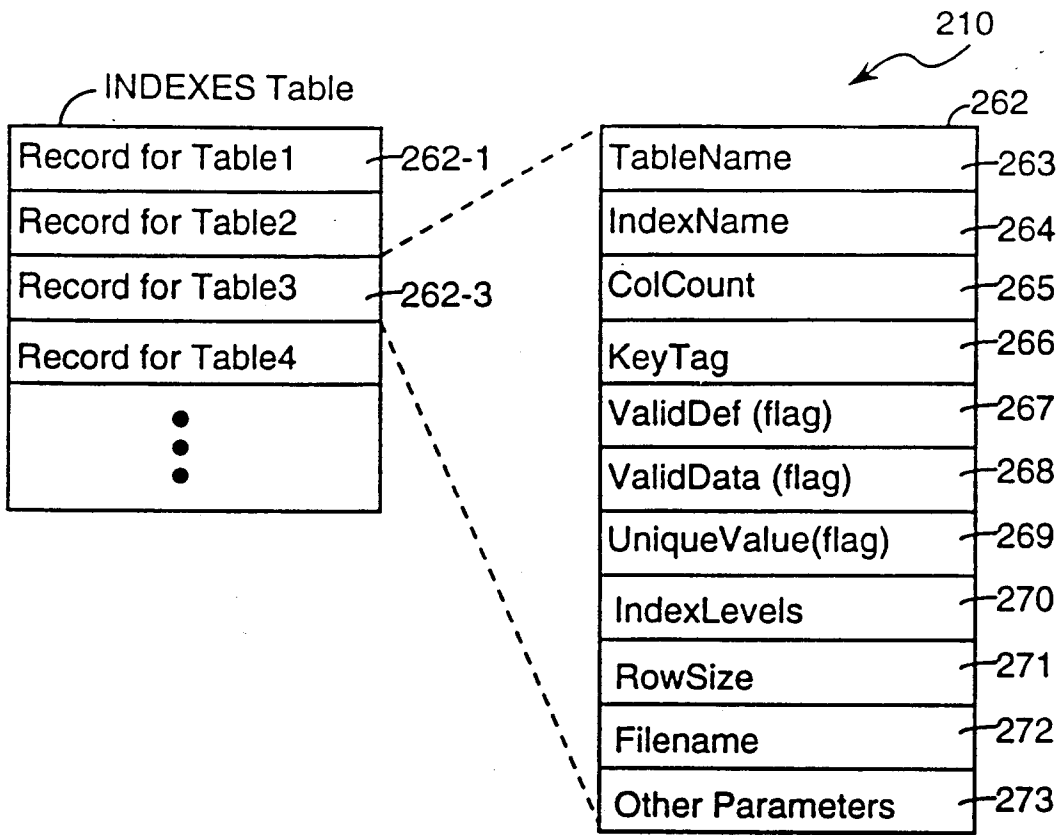 210
INDEXES Table
Record for Table1
262-1
Record for Table2
Record for Table3
262-3
Record for Table4
262
TableName
263
IndexName
264
ColCount
265
KeyTag
266
ValidDef (flag)
267
ValidData (flag)
268
UniqueValue(flag)
269
IndexLevels
270
RowSize
271
Filename
272
Other Parameters
273